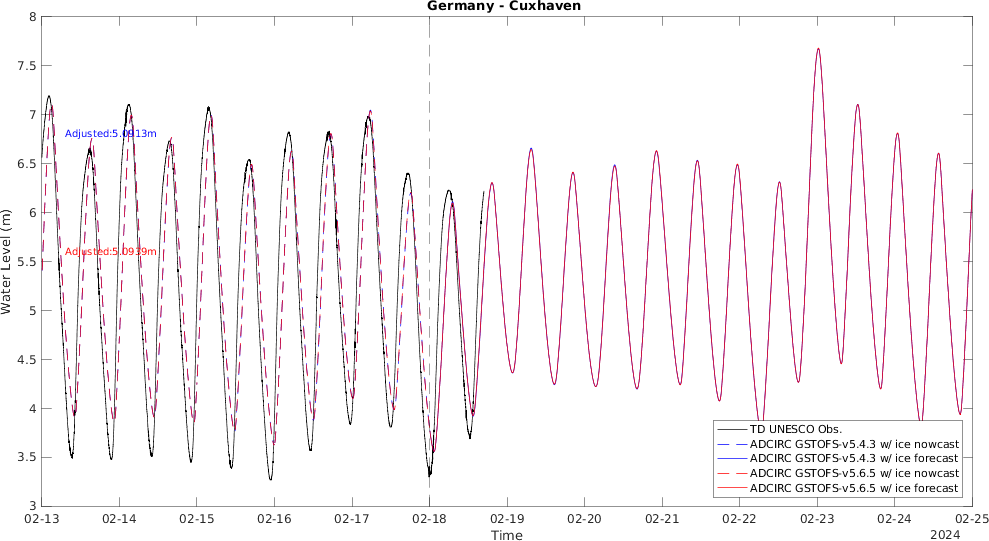 Germany - Cuxhaven
8
7.5
7
6.5
6
5.5
5
4.5
4
3.5
3
Water Level (m)
Adjusted:5.0913m
Adjusted:5.0939m
TD UNESCO Obs.
ADCIRC GSTOFS-v5.4.3 w/ ice nowcast
ADCIRC GSTOFS-v5.4.3 w/ ice forecast
ADCIRC GSTOFS-v5.6.5 w/ ice nowcast
ADCIRC GSTOFS-v5.6.5 w/ ice forecast
02-13 02-14 02-15 02-16 02-17 02-18 02-19 02-20 02-21 02-22 02-23 02-24 02-25
Time
2024